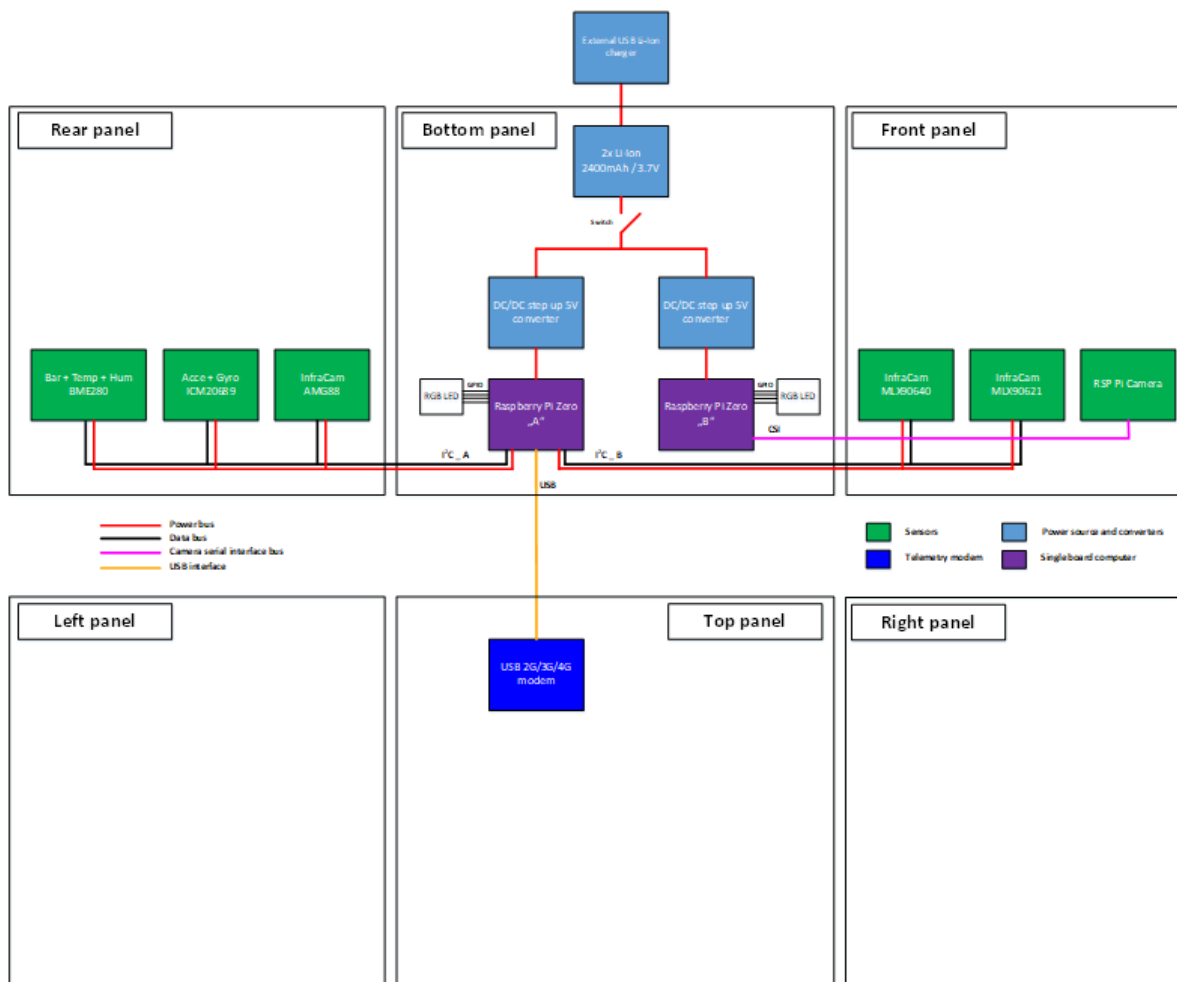 External USB Li-Ion
charger
Rear panel
Bottom panel
Front panel
2x Li-Ion
2400mAh / 3.7V
Switch
DC/DC step up 5V
converter
DC/DC step up 5V
converter
Bar + Temp + Hum
BME280
Acce + Gyro
ICM20689
InfraCam
AMG88
RGB LED
GPIO
Raspberry Pi Zero
„A“
Raspberry Pi Zero
„B“
GPIO
RGB LED
InfraCam
MLX90640
InfraCam
MLX90621
RSP Pi Camera
CSI
I²C _ A
I²C _ B
USB
Power bus
Data bus
Camera serial interface bus
USB interface
Sensors
Power source and converters
Telemetry modem
Single board computer
Left panel
Top panel
Right panel
USB 2G/3G/4G
modem